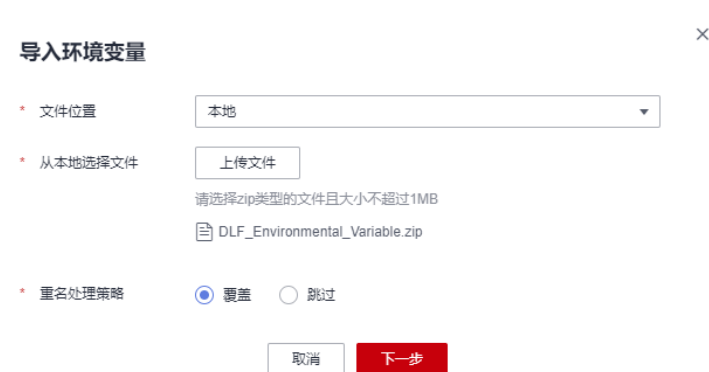 导入环境变量
* 文件位置 本地
* 从本地选择文件 上传文件
请选择zip类型的文件且大小不超过1MB
DLF_Environmental_Variable.zip
* 重名处理策略 覆盖 跳过
取消 下一步